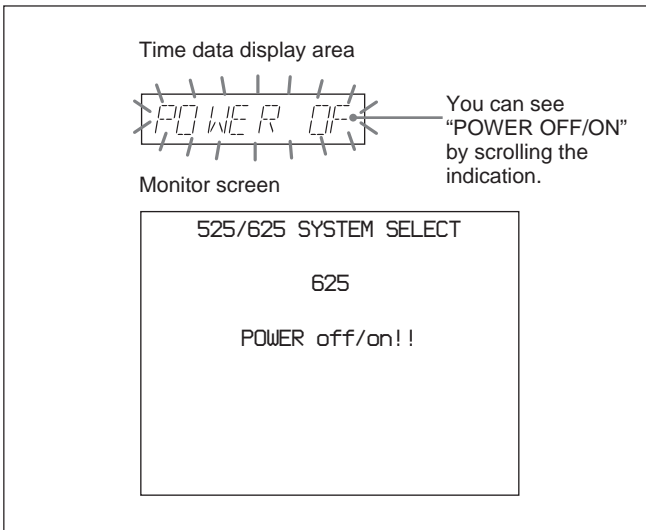 Time data display area
POWER OF
You can see
“POWER OFF/ON”
by scrolling the
indication.
Monitor screen
525/625 SYSTEM SELECT
625
POWER off/on!!